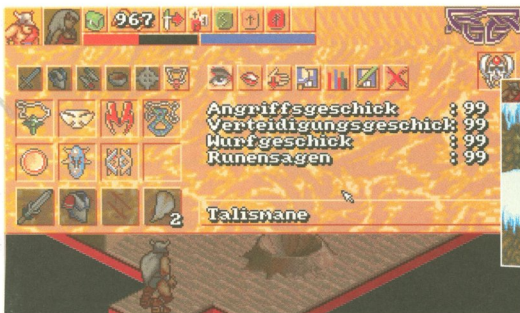 967
Angriffsgeschick : 99
Verteidigungsgeschick: 99
Wurfgeschick : 99
Runensagen : 99
2
Talismane